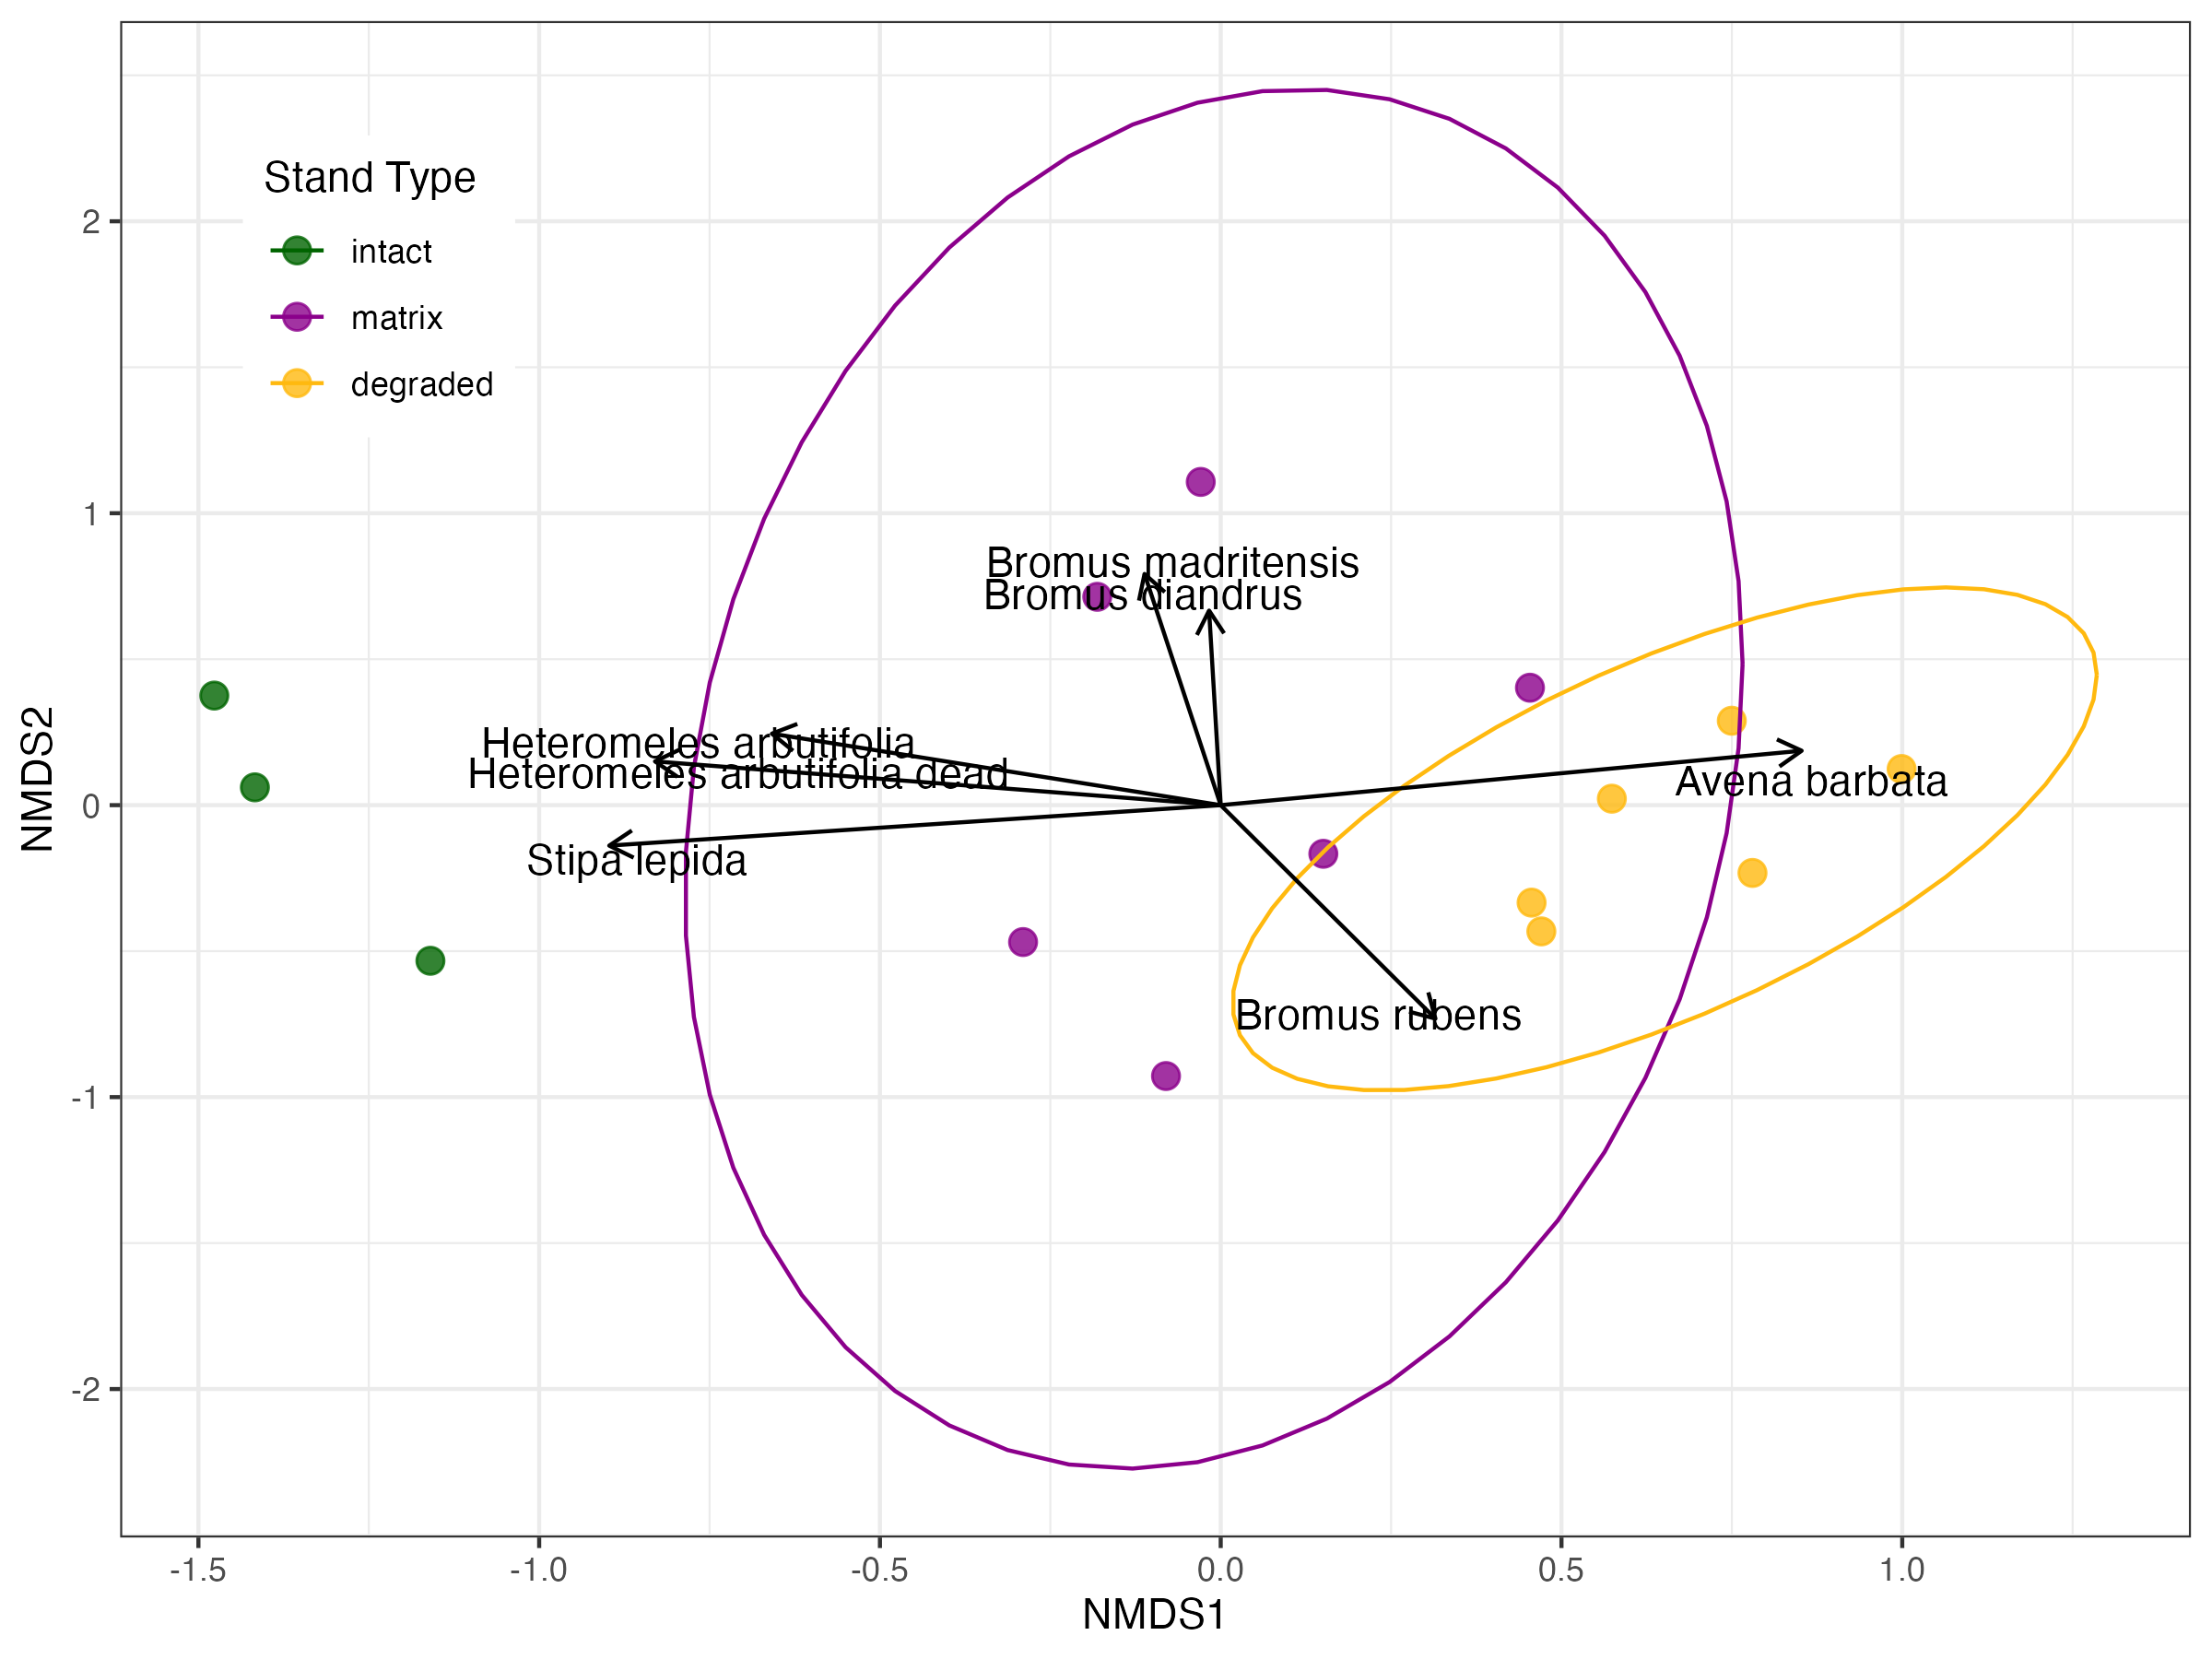 Stand Type
intact
matrix
degraded
2
1
0
-1
-2
NMDS2
Bromus madritensis
Bromus diandrus
Heteromeles arbutifolia
Heteromeles arbutifolia dead
Avena barbata
Stipa lepida
Bromus rubens
-1.5 -1.0 -0.5 0.0 0.5 1.0
NMDS1